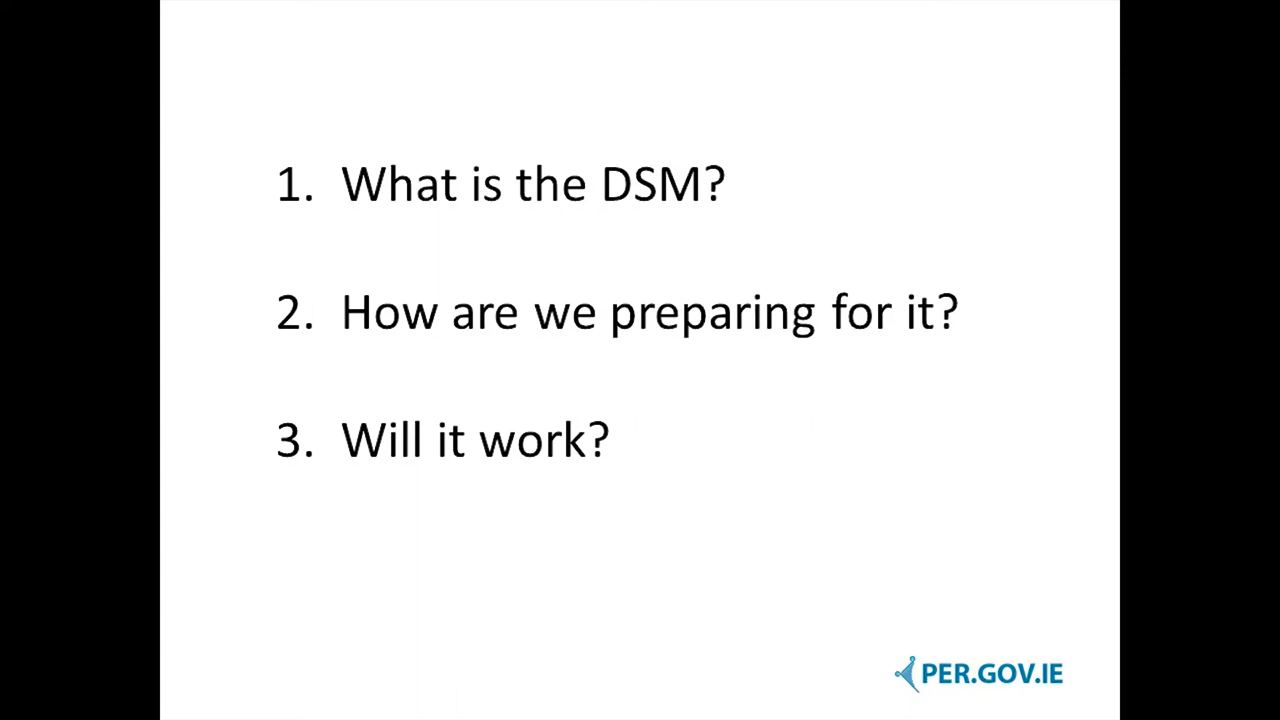 1. What is the DSM?
2. How are we preparing for it?
3. Will it work?
PER.GOV.IE